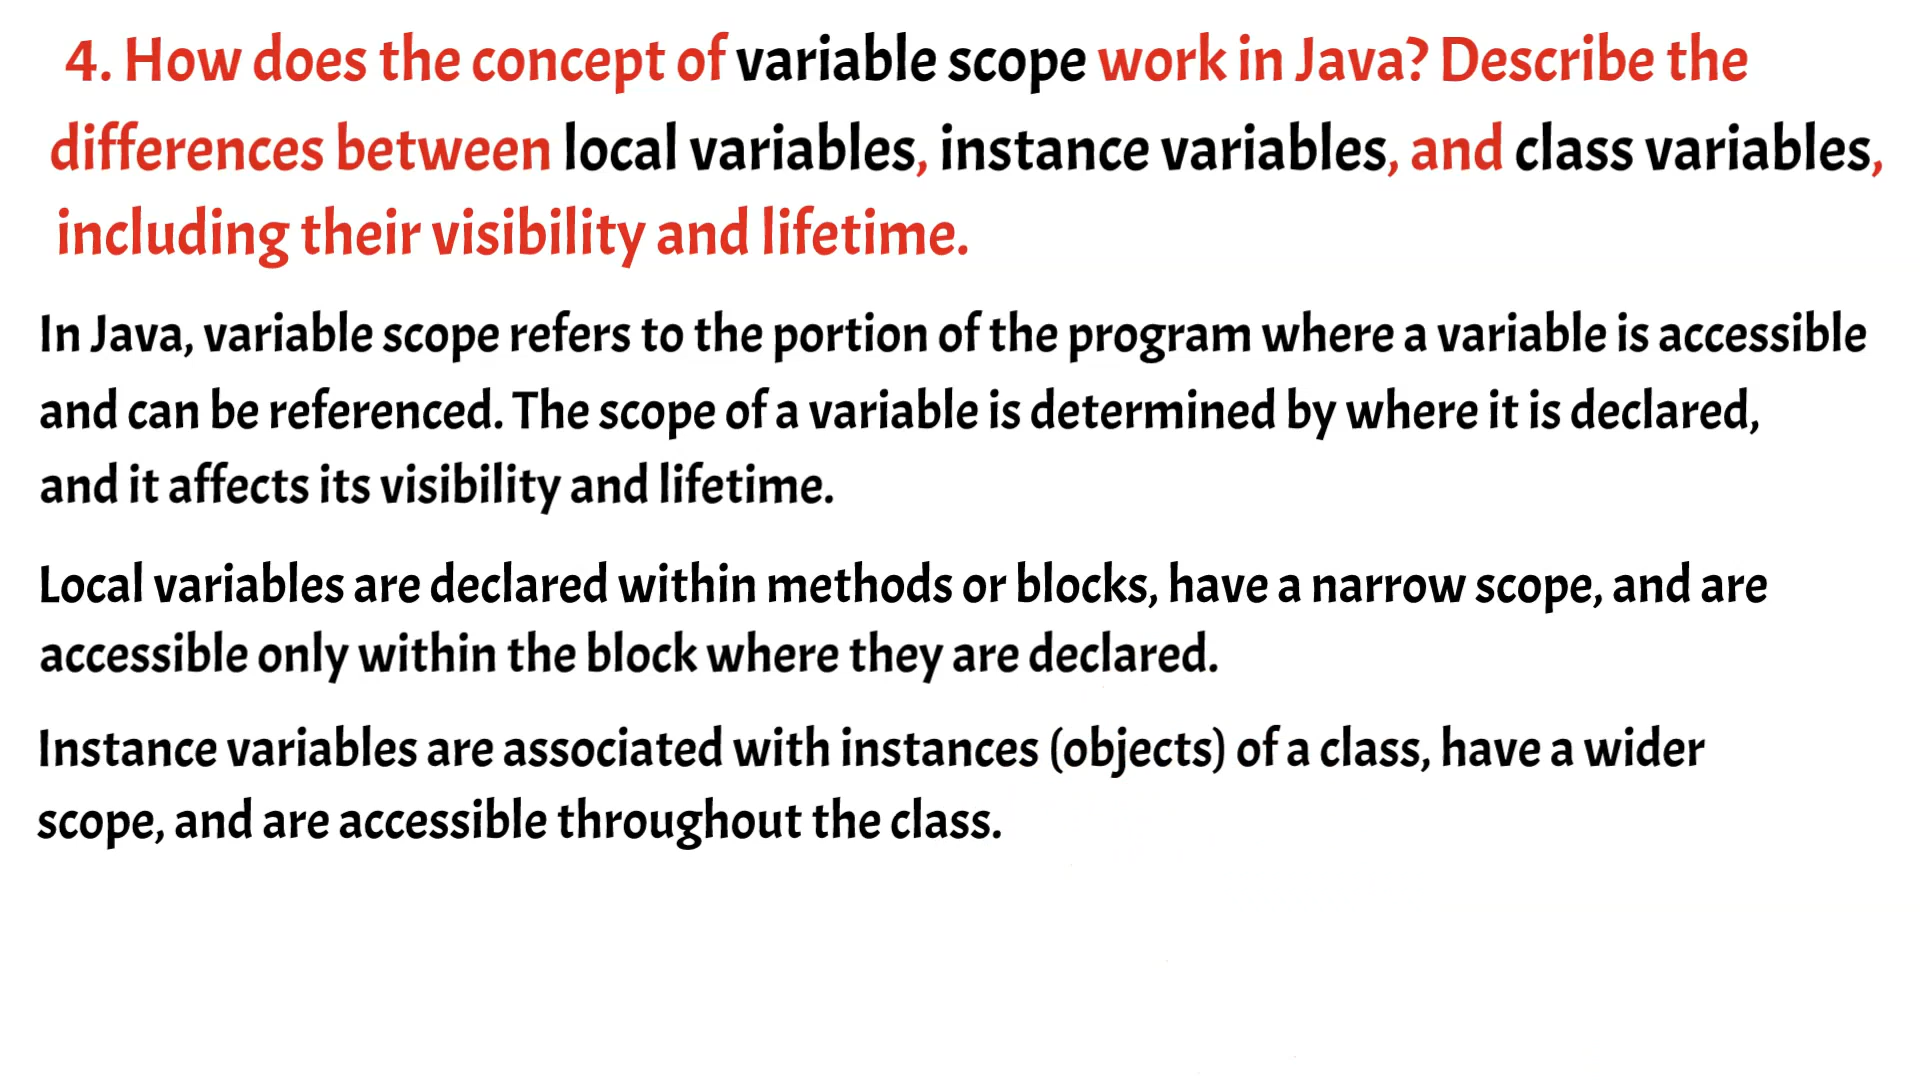 4. How does the concept of variable scope work in Java? Describe the
differences between local variables, instance variables, and class variables,
including their visibility and lifetime.
In Java, variable scope refers to the portion of the program where a variable is accessible
and can be referenced. The scope of a variable is determined by where it is declared,
and it affects its visibility and lifetime.
Local variables are declared within methods or blocks, have a narrow scope, and are
accessible only within the block where they are declared.
Instance variables are associated with instances (objects) of a class, have a wider
scope, and are accessible throughout the class.